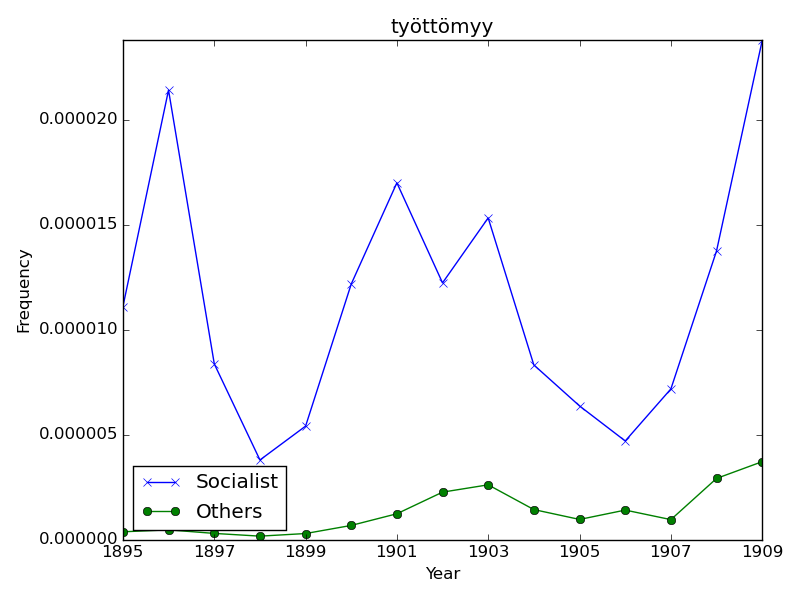 työttömyy
0.000020
0.000015
0.000010
0.000005
0.000000
Frequency
Socialist
Others
1895 1897 1899 1901 1903 1905 1907 1909
Year